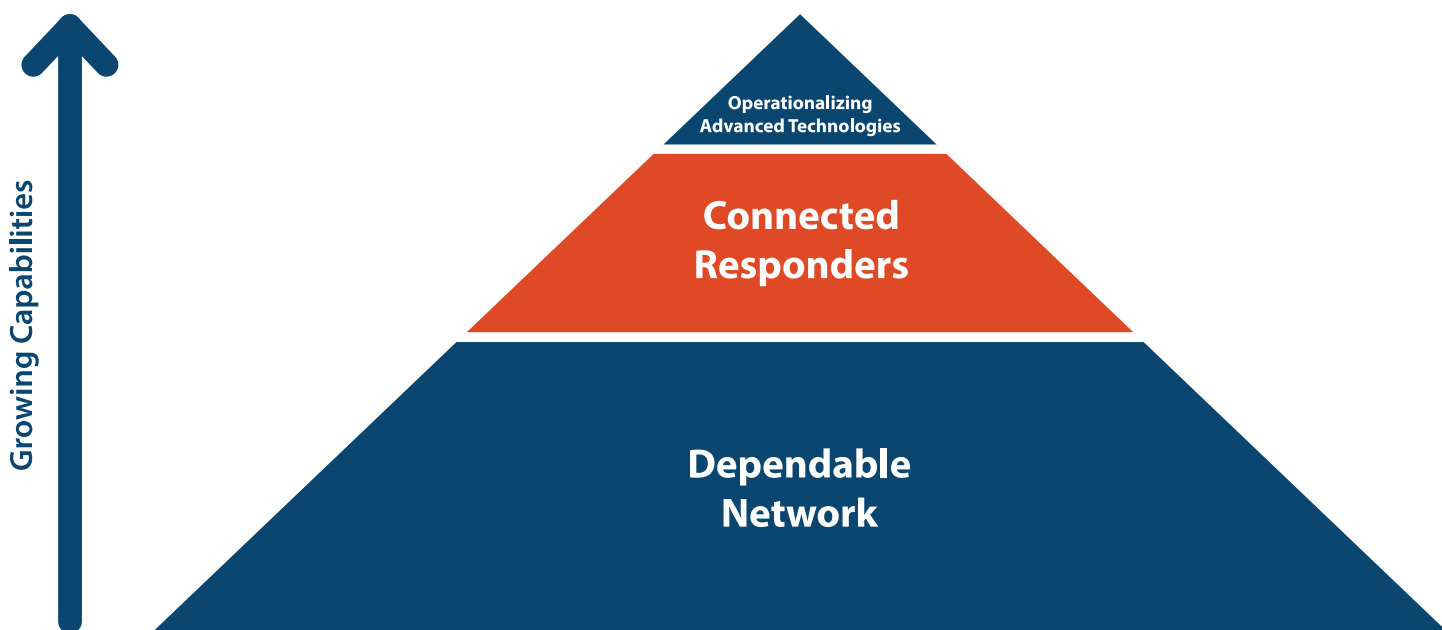 Growing Capabilities
Operationalizing
Advanced Technologies
Connected
Responders
Dependable
Network